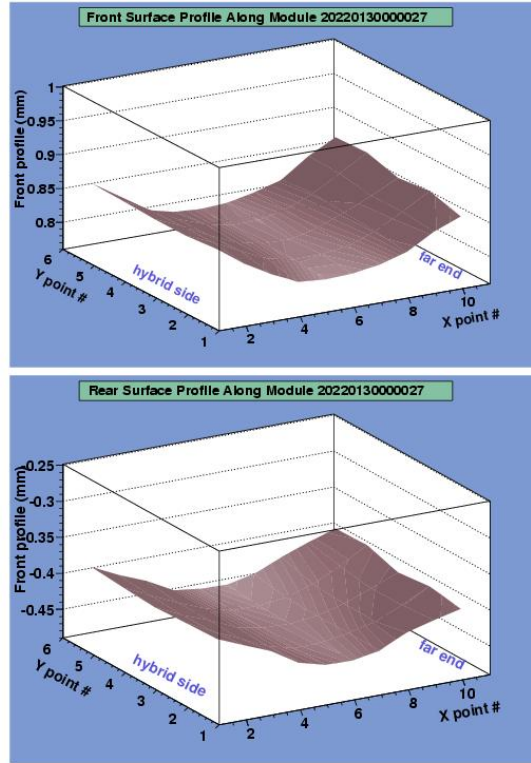 Front Surface Profile Along Module 20220130000027
Front profile (mm)
1
0.95
0.9
0.85
0.8
6
5
4
3
2
1
Y point #
hybrid side
far end
2
4
6
8
10
X point #
Rear Surface Profile Along Module 20220130000027
Front profile (mm)
-0.25
-0.3
-0.35
-0.4
-0.45
6
5
4
3
2
1
Y point #
hybrid side
far end
2
4
6
8
10
X point #